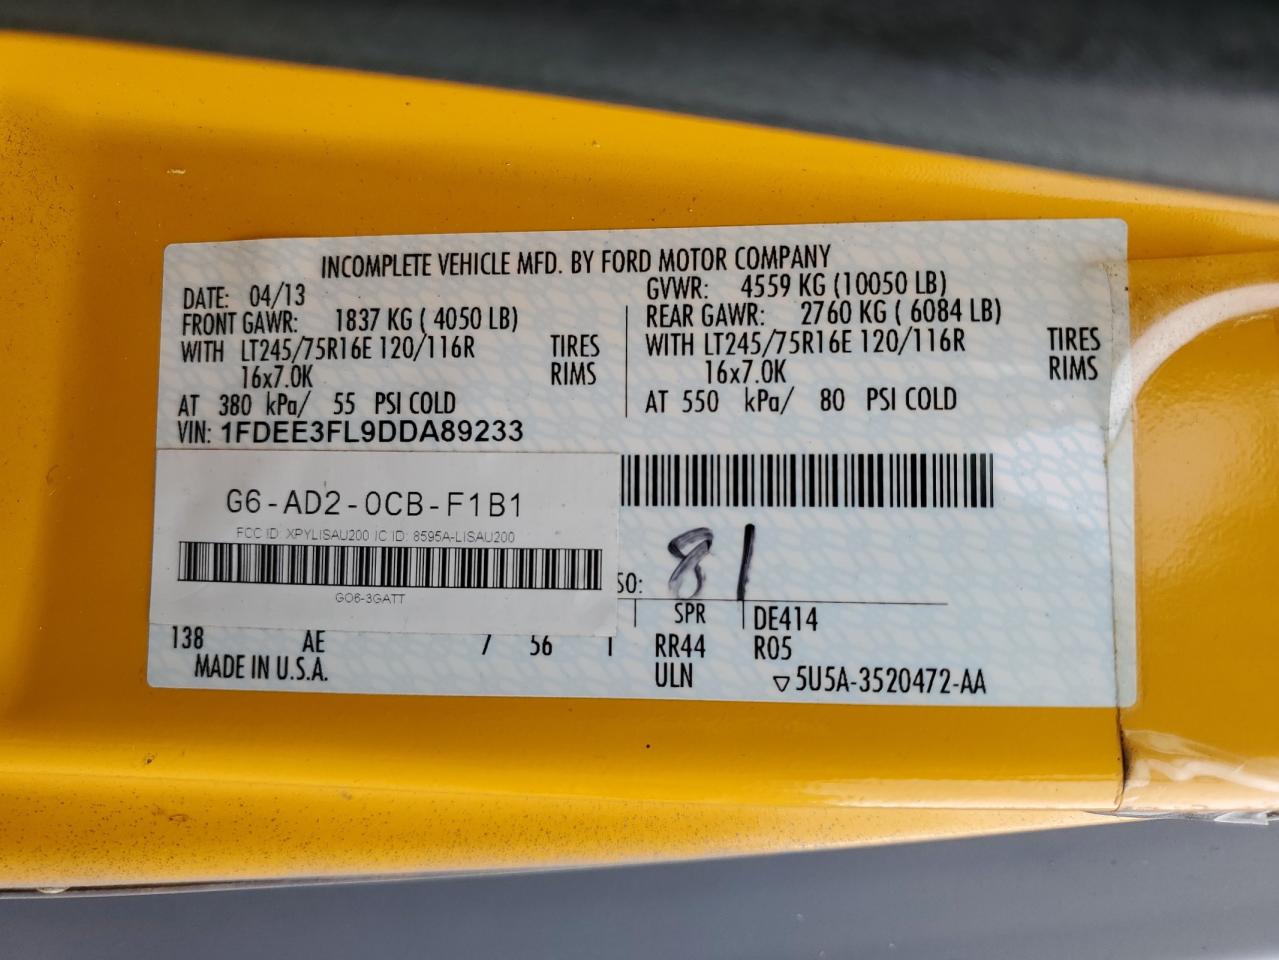 INCOMPLETE VEHICLE MFD. BY FORD MOTOR COMPANY
DATE: 04/13
GVWR: 4559 KG (10050 LB)
FRONT GAWR: 1837 KG ( 4050 LB)
REAR GAWR: 2760 KG ( 6084 LB)
WITH LT245/75R16E 120/116R TIRES
WITH LT245/75R16E 120/116R TIRES
16x7.0K RIMS
16x7.0K RIMS
AT 380 kPa/ 55 PSI COLD
AT 550 kPa/ 80 PSI COLD
VIN: 1FDEE3FL9DDA89233
G6-AD2-0CB-F1B1
FCC ID: XPYLISAU200 IC ID: 8595A-LISAU200
GO6-3GATT
50: 81
SPR DE414
138 AE 7 56 RR44 R05
MADE IN U.S.A. ULN ▽5U5A-3520472-AA